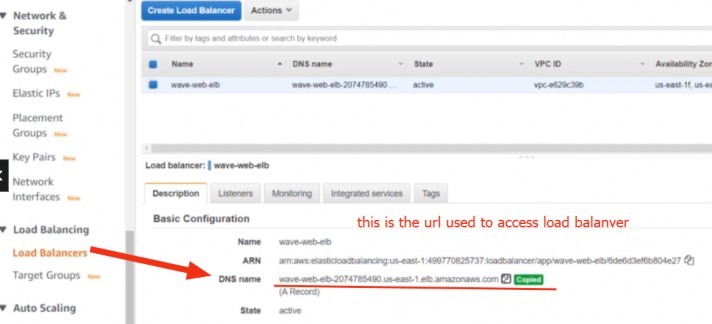 Network & Security
Security Groups New
Elastic IPs New
Placement Groups New
Key Pairs New
Network Interfaces New
Load Balancing
Load Balancers
Target Groups New
Auto Scaling
Create Load Balancer Actions
Filter by tags and attributes or search by keyword
Name DNS name State VPC ID Availability Zon
wave-web-elb wave-web-elb-2074785490.... active vpc-e629c39b us-east-1f, us-ea
Load balancer: wave-web-elb
Description Listeners Monitoring Integrated services Tags
Basic Configuration
this is the url used to access load balanver
Name wave-web-elb
ARN arn:aws:elasticloadbalancing:us-east-1:499770825737:loadbalancer/app/wave-web-elb/6de6d3ef6b804e27
DNS name wave-web-elb-2074785490.us-east-1.elb.amazonaws.com Copied
(A Record)
State active